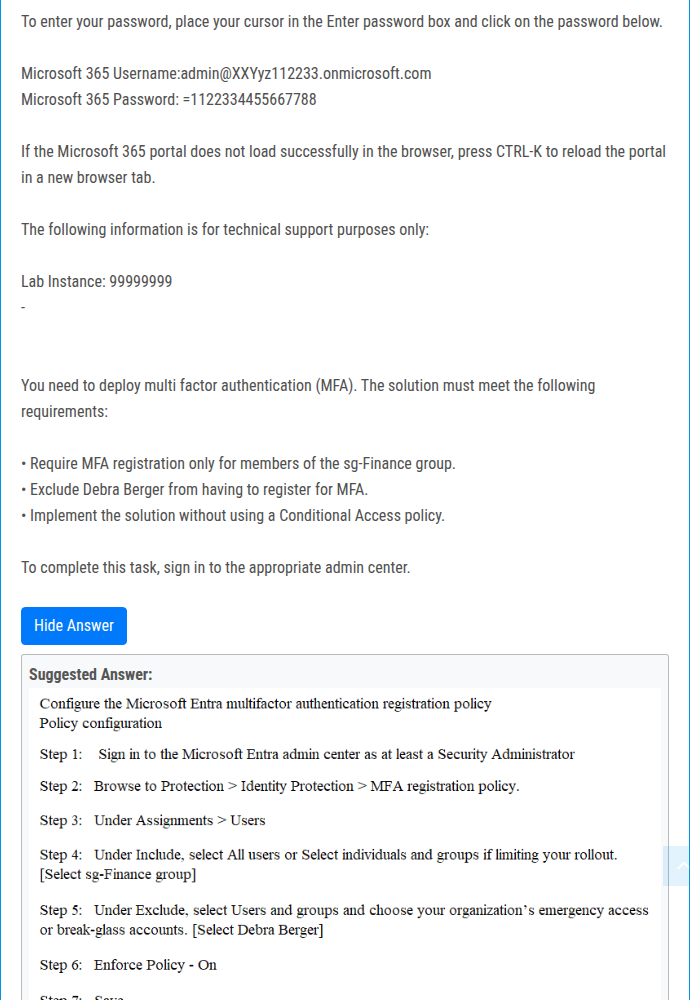 To enter your password, place your cursor in the Enter password box and click on the password below.
Microsoft 365 Username:admin@XXYyz112233.onmicrosoft.com
Microsoft 365 Password: =1122334455667788
If the Microsoft 365 portal does not load successfully in the browser, press CTRL-K to reload the portal
in a new browser tab.
The following information is for technical support purposes only:
Lab Instance: 99999999
-
You need to deploy multi factor authentication (MFA). The solution must meet the following
requirements:
• Require MFA registration only for members of the sg-Finance group.
• Exclude Debra Berger from having to register for MFA.
• Implement the solution without using a Conditional Access policy.
To complete this task, sign in to the appropriate admin center.
Hide Answer
Suggested Answer:
Configure the Microsoft Entra multifactor authentication registration policy
Policy configuration
Step 1: Sign in to the Microsoft Entra admin center as at least a Security Administrator
Step 2: Browse to Protection > Identity Protection > MFA registration policy.
Step 3: Under Assignments > Users
Step 4: Under Include, select All users or Select individuals and groups if limiting your rollout.
[Select sg-Finance group]
Step 5: Under Exclude, select Users and groups and choose your organization's emergency access
or break-glass accounts. [Select Debra Berger]
Step 6: Enforce Policy - On
Step 7: Save